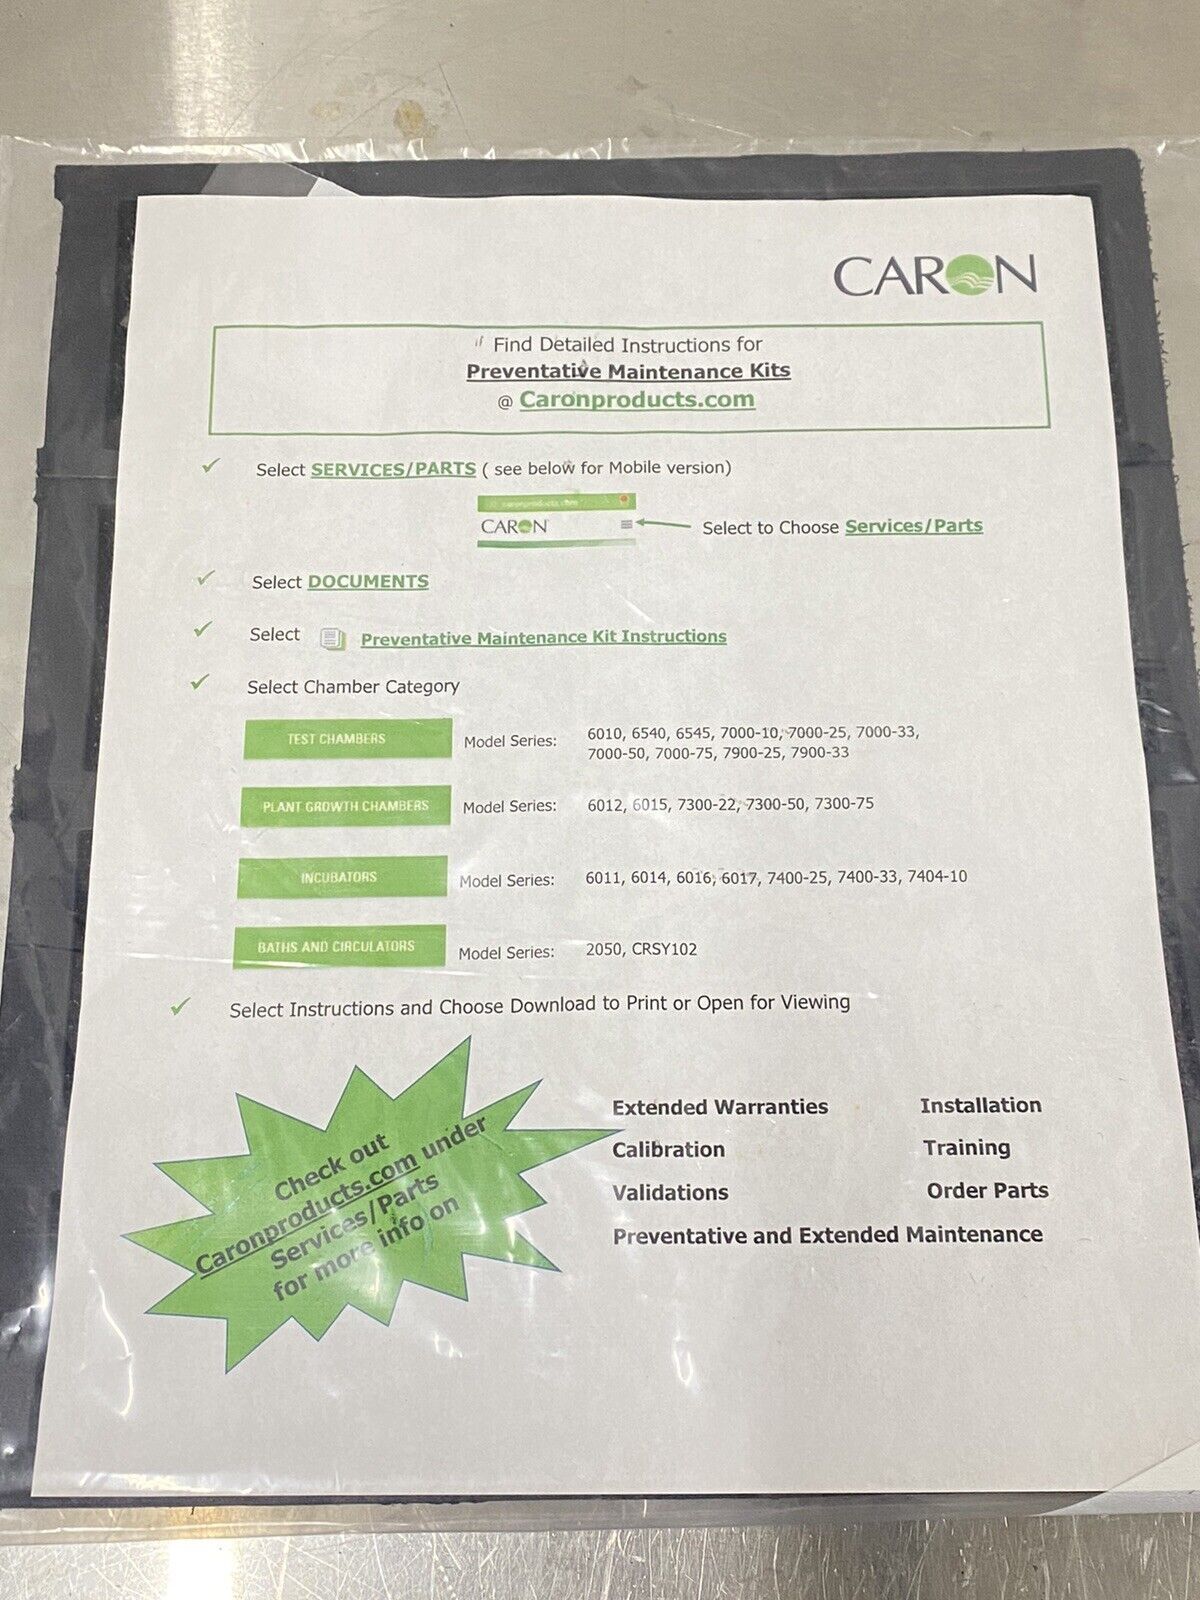 CARON
Find Detailed Instructions for
Preventative Maintenance Kits
@ Caronproducts.com
Select SERVICES/PARTS ( see below for Mobile version)
caronproducts.com
CARON
Select to Choose Services/Parts
Select DOCUMENTS
Select Preventative Maintenance Kit Instructions
Select Chamber Category
TEST CHAMBERS Model Series: 6010, 6540, 6545, 7000-10, 7000-25, 7000-33,
7000-50, 7000-75, 7900-25, 7900-33
PLANT GROWTH CHAMBERS Model Series: 6012, 6015, 7300-22, 7300-50, 7300-75
INCUBATORS Model Series: 6011, 6014, 6016, 6017, 7400-25, 7400-33, 7404-10
BATHS AND CIRCULATORS Model Series: 2050, CRSY102
Select Instructions and Choose Download to Print or Open for Viewing
Check out
Caronproducts.com under
Services/Parts
for more info on
Extended Warranties Installation
Calibration Training
Validations Order Parts
Preventative and Extended Maintenance